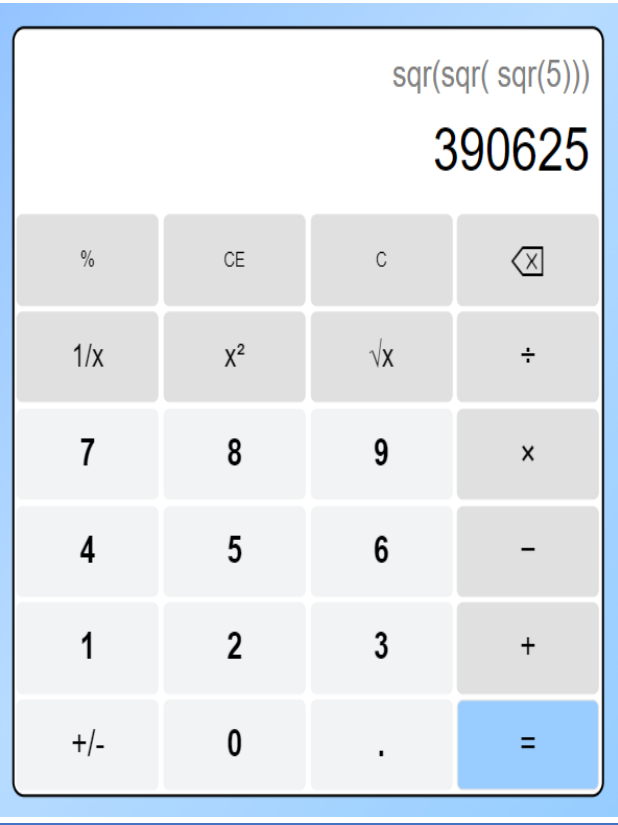 sqr(sqr( sqr(5)))
390625
% CE C
1/x x² √x ÷
7 8 9 ×
4 5 6 −
1 2 3 +
+/- 0 . =